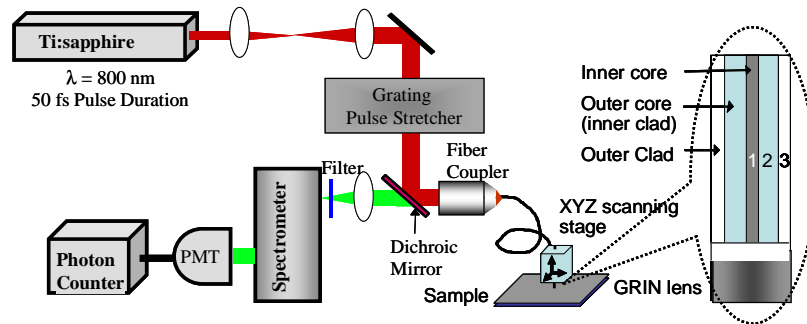 Ti:sapphire
λ = 800 nm
50 fs Pulse Duration
Grating
Pulse Stretcher
Filter
Fiber
Coupler
Spectrometer
PMT
Photon
Counter
Dichroic
Mirror
XYZ scanning
stage
Sample
GRIN lens
Inner core
Outer core
(inner clad)
Outer Clad
1 2 3